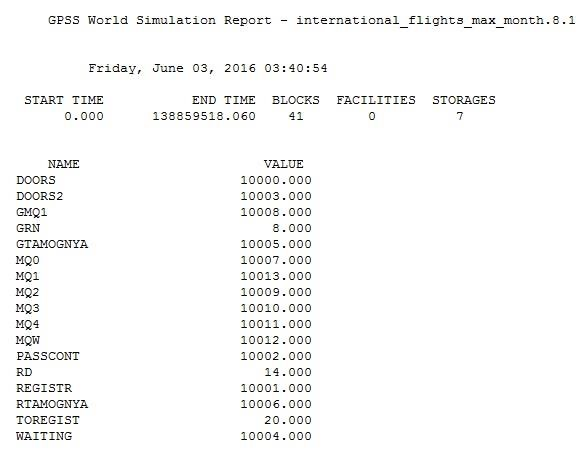 GPSS World Simulation Report - international_flights_max_month.8.1
Friday, June 03, 2016 03:40:54
START TIME END TIME BLOCKS FACILITIES STORAGES
0.000 138859518.060 41 0 7
NAME VALUE
DOORS 10000.000
DOORS2 10003.000
GMQ1 10008.000
GRN 8.000
GTAMOGNYA 10005.000
MQ0 10007.000
MQ1 10013.000
MQ2 10009.000
MQ3 10010.000
MQ4 10011.000
MQW 10012.000
PASSCONT 10002.000
RD 14.000
REGISTR 10001.000
RTAMOGNYA 10006.000
TOREGIST 20.000
WAITING 10004.000